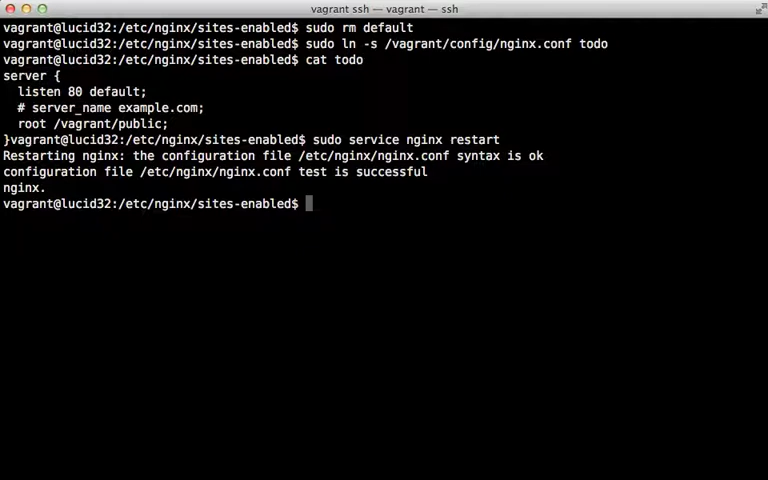 vagrant ssh — vagrant — ssh
vagrant@lucid32:/etc/nginx/sites-enabled$ sudo rm default
vagrant@lucid32:/etc/nginx/sites-enabled$ sudo ln -s /vagrant/config/nginx.conf todo
vagrant@lucid32:/etc/nginx/sites-enabled$ cat todo
server {
  listen 80 default;
  # server_name example.com;
  root /vagrant/public;
}vagrant@lucid32:/etc/nginx/sites-enabled$ sudo service nginx restart
Restarting nginx: the configuration file /etc/nginx/nginx.conf syntax is ok
configuration file /etc/nginx/nginx.conf test is successful
nginx.
vagrant@lucid32:/etc/nginx/sites-enabled$